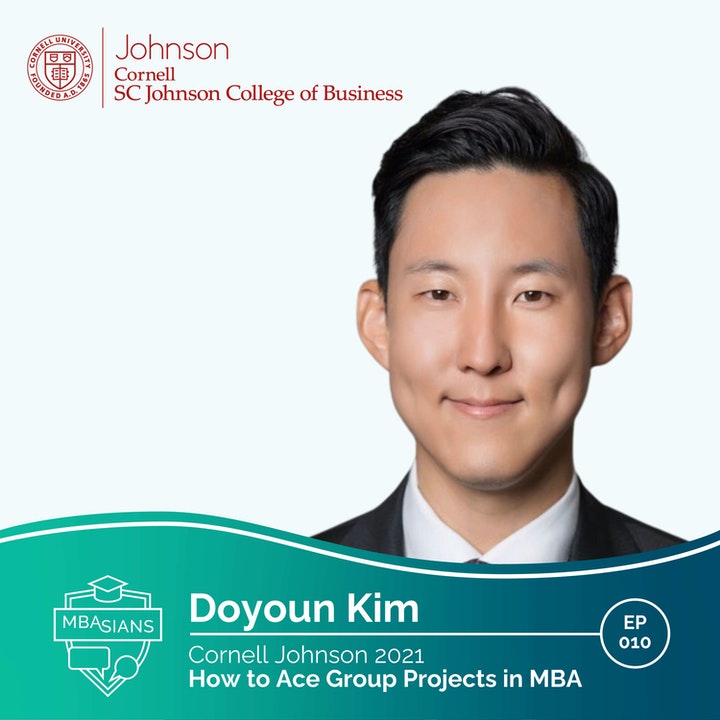 CORNELL UNIVERSITY
FOUNDED A.D. 1865
Johnson
Cornell
SC Johnson College of Business
MBASIANS
Doyoun Kim
EP
010
Cornell Johnson 2021
How to Ace Group Projects in MBA